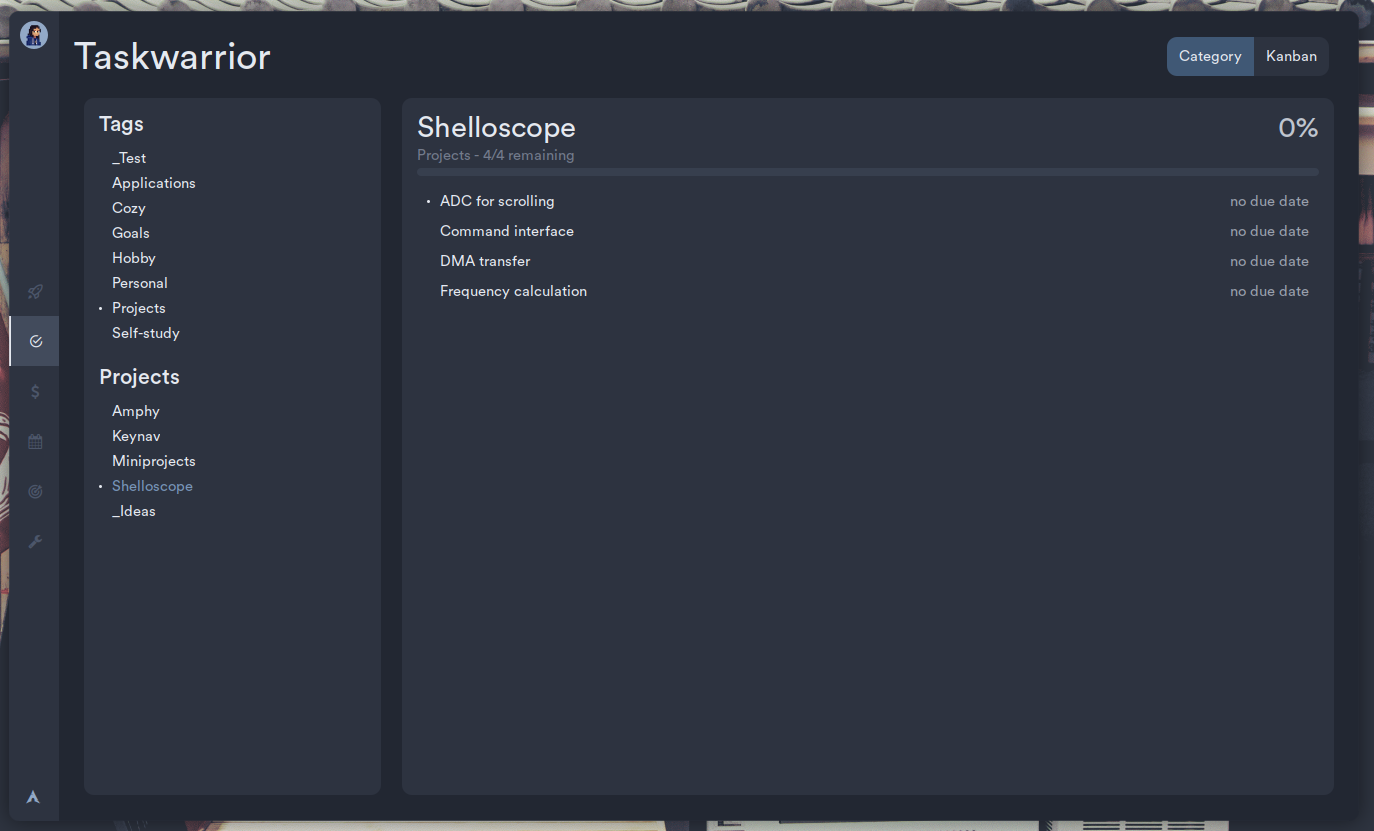 Taskwarrior
Category
Kanban
Tags
_Test
Applications
Cozy
Goals
Hobby
Personal
Projects
Self-study
Projects
Amphy
Keynav
Miniprojects
Shelloscope
_Ideas
Shelloscope
0%
Projects - 4/4 remaining
ADC for scrolling no due date
Command interface no due date
DMA transfer no due date
Frequency calculation no due date